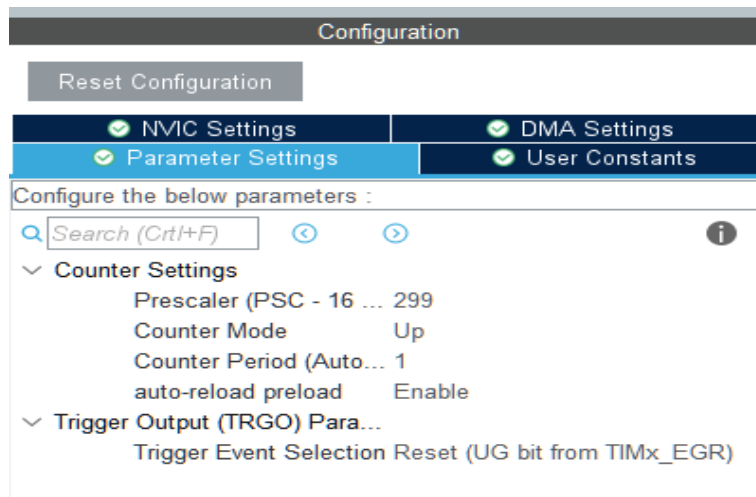 Configuration
Reset Configuration
NVIC Settings
DMA Settings
Parameter Settings
User Constants
Configure the below parameters :
Search (Crtl+F)
Counter Settings
Prescaler (PSC - 16 ... 299
Counter Mode Up
Counter Period (Auto... 1
auto-reload preload Enable
Trigger Output (TRGO) Para...
Trigger Event Selection Reset (UG bit from TIMx_EGR)